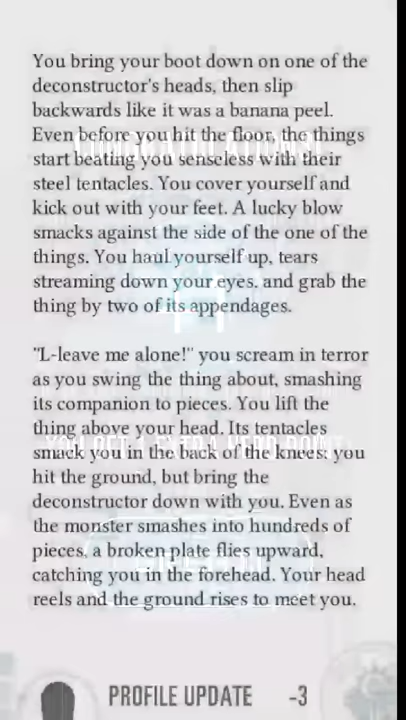 You bring your boot down on one of the
deconstructor's heads, then slip
backwards like it was a banana peel.
Even before you hit the floor, the things
start beating you senseless with their
steel tentacles. You cover yourself and
kick out with your feet. A lucky blow
smacks against the side of the one of the
things. You haul yourself up, tears
streaming down your eyes, and grab the
thing by two of its appendages.
"L-leave me alone!" you scream in terror
as you swing the thing about, smashing
its companion to pieces. You lift the
thing above your head. Its tentacles
smack you in the back of the knees; you
hit the ground, but bring the
deconstructor down with you. Even as
the monster smashes into hundreds of
pieces, a broken plate flies upward,
catching you in the forehead. Your head
reels and the ground rises to meet you.
PROFILE UPDATE -3